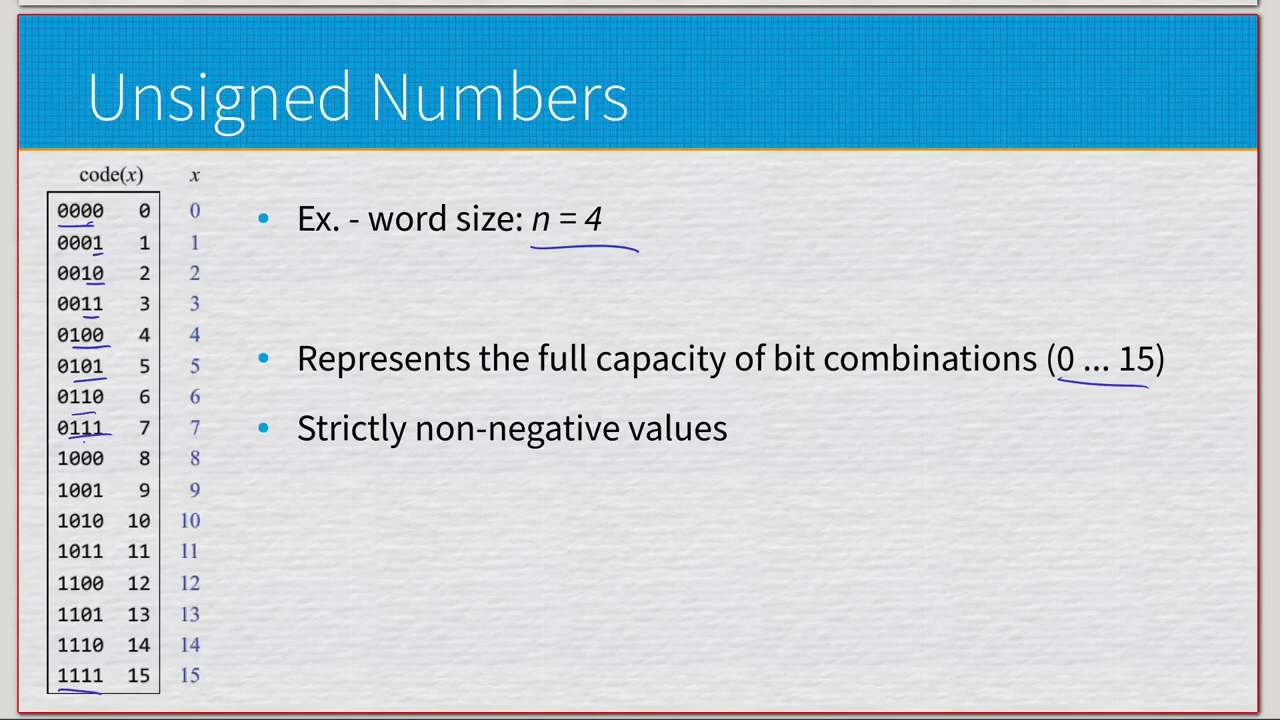 Unsigned Numbers
code(x) x
0000 0 0
0001 1 1
0010 2 2
0011 3 3
0100 4 4
0101 5 5
0110 6 6
0111 7 7
1000 8 8
1001 9 9
1010 10 10
1011 11 11
1100 12 12
1101 13 13
1110 14 14
1111 15 15
• Ex. - word size: n = 4
• Represents the full capacity of bit combinations (0 ... 15)
• Strictly non-negative values